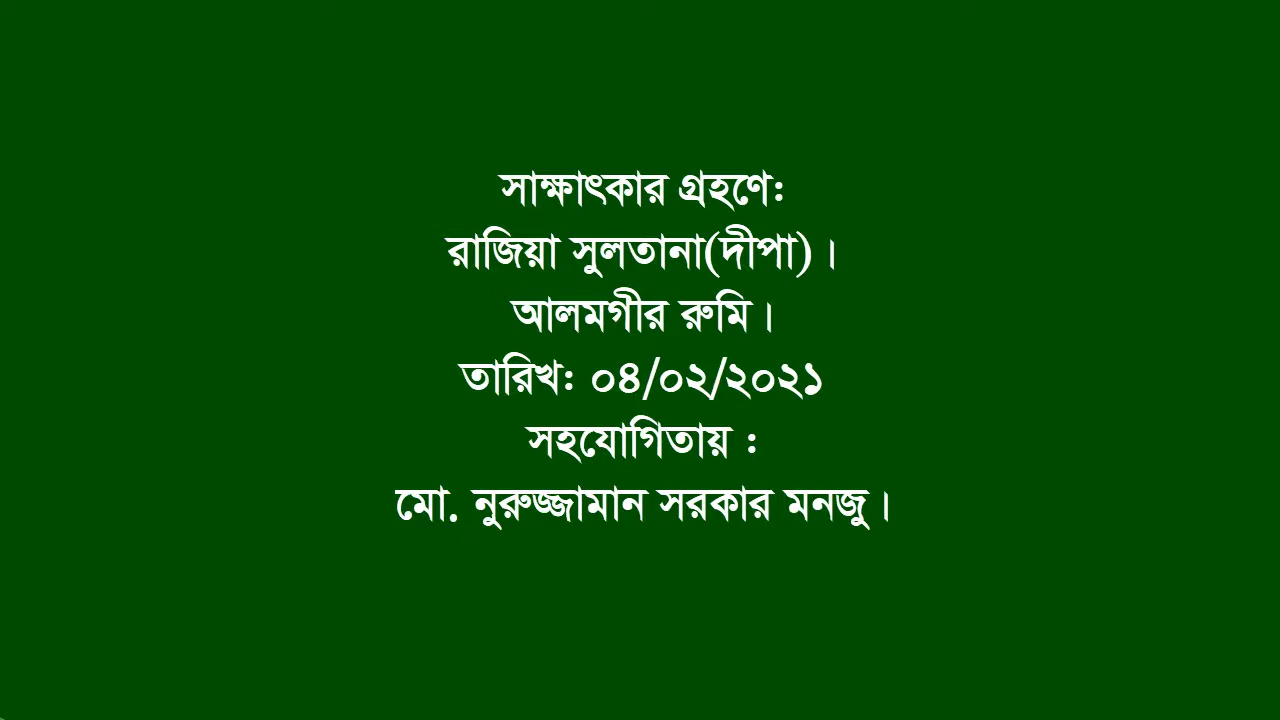 সাক্ষাৎকার গ্রহণে:
রাজিয়া সুলতানা(দীপা)।
আলমগীর রুমি।
তারিখ: ০৪/০২/২০২১
সহযোগিতায় :
মো. নুরুজ্জামান সরকার মনজু।